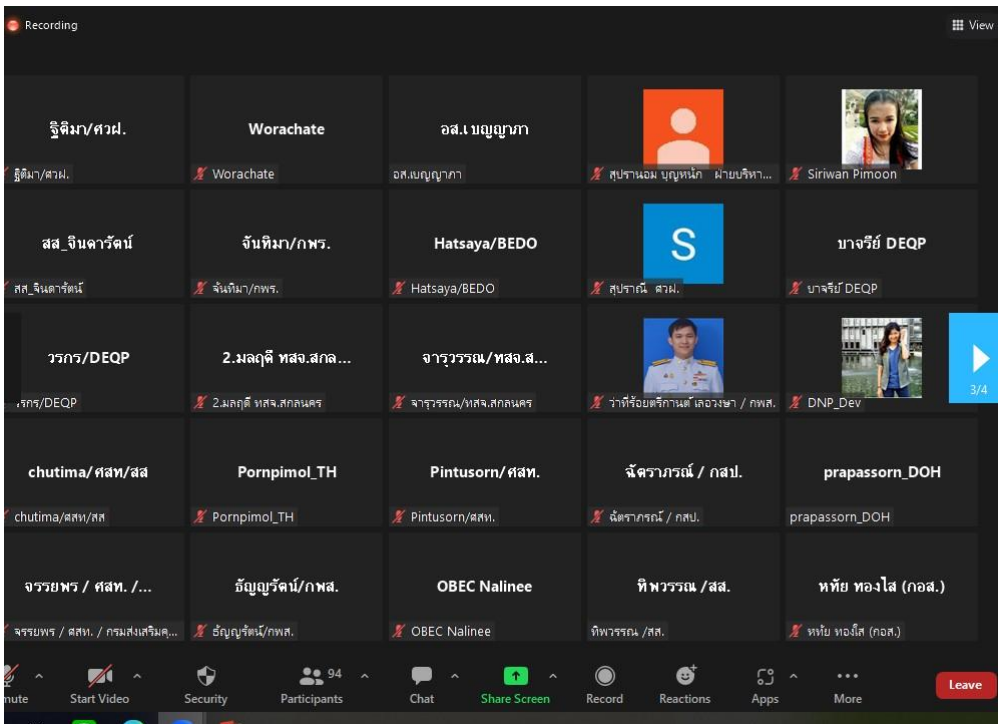 Recording
View
ฐิติมา/ศวฝ.
Worachate
อส.เบญญาภา
ฐิติมา/ศวฝ.
Worachate
อส.เบญญาภา
สุปรานอม บุญหนัก ฝ่ายบริหา...
Siriwan Pimoon
สส_จินดารัตน์
จันทิมา/กพร.
Hatsaya/BEDO
S
บาจรีย์ DEQP
สส_จินดารัตน์
จันทิมา/กพร.
Hatsaya/BEDO
สุปราณี ศวฝ.
บาจรีย์ DEQP
วรกร/DEQP
2.มลฤดี ทสจ.สกล...
จารุวรรณ/ทสจ.ส...
3/4
วรกร/DEQP
2.มลฤดี ทสจ.สกลนคร
จารุวรรณ/ทสจ.สกลนคร
ว่าที่ร้อยตรีกานต์ เลอวงษา / กพส.
DNP_Dev
chutima/ศสท/สส
Pornpimol_TH
Pintusorn/ศสท.
ฉัตราภรณ์ / กสป.
prapassorn_DOH
chutima/ศสท/สส
Pornpimol_TH
Pintusorn/ศสท.
ฉัตราภรณ์ / กสป.
prapassorn_DOH
จรรยพร / ศสท. /...
ธัญญรัตน์/กพส.
OBEC Nalinee
ทิพวรรณ /สส.
หทัย ทองใส (กอส.)
จรรยพร / ศสท. / กรมส่งเสริมคุ...
ธัญญรัตน์/กพส.
OBEC Nalinee
ทิพวรรณ /สส.
หทัย ทองใส (กอส.)
94
mute
Start Video
Security
Participants
Chat
Share Screen
Record
Reactions
Apps
More
Leave